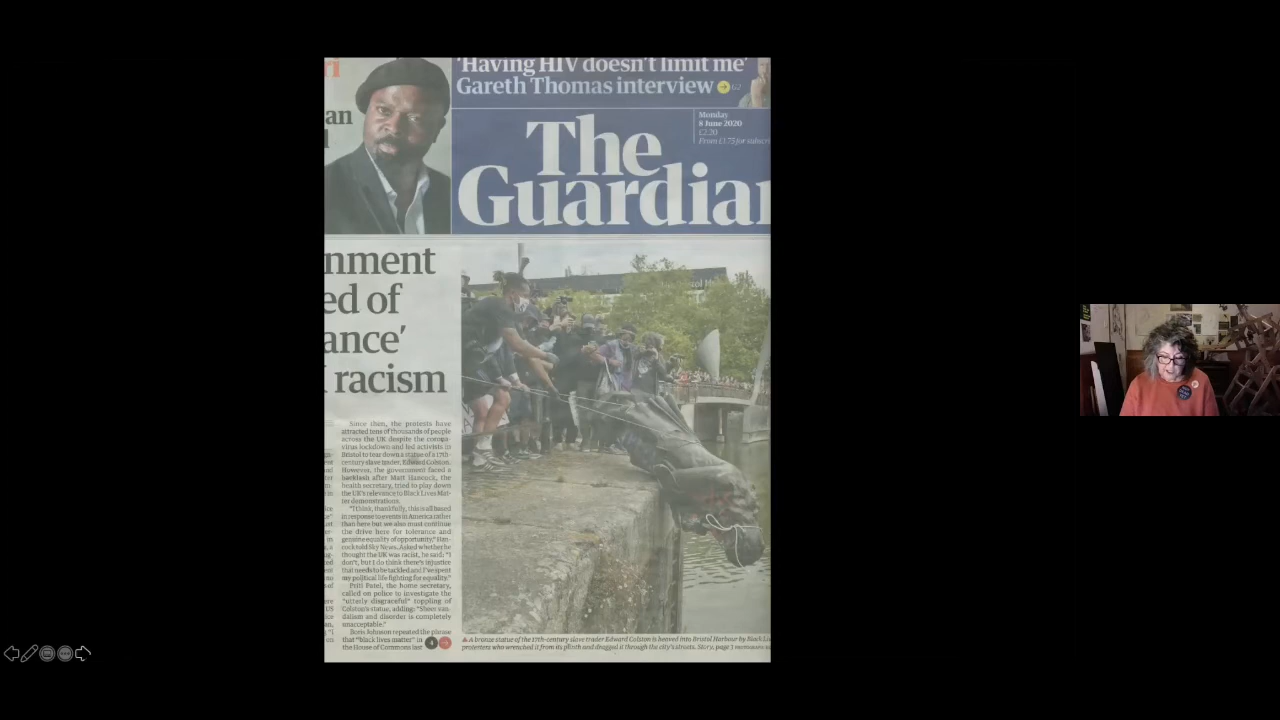 an
'Having HIV doesn't limit me'
Gareth Thomas interview
G2
Monday
8 June 2020
£2.20
From £1.75 for subscri
The
Guardian
nment
ed of
ance'
racism
Since then, the protests have
attracted tens of thousands of people
across the UK despite the corona-
virus lockdown and led activists in
Bristol to tear down a statue of a 17th-
century slave trader, Edward Colston.
However, the government faced a
backlash after Matt Hancock, the
health secretary, tried to play down
the UK's relevance to Black Lives Mat-
ter demonstrations.
"I think, thankfully, this is all based
in response to events in America rather
than here but we also must continue
the drive here for tolerance and
genuine equality of opportunity," Han-
cock told Sky News. Asked whether he
thought the UK was racist, he said: "I
don't, but I do think there's injustice
that needs to be tackled and I've spent
my political life fighting for equality."
Priti Patel, the home secretary,
called on police to investigate the
"utterly disgraceful" toppling of
Colston's statue, adding: "Sheer van-
dalism and disorder is completely
unacceptable."
Boris Johnson repeated the phrase
that "black lives matter" in
the House of Commons last
▲ A bronze statue of the 17th-century slave trader Edward Colston is heaved into Bristol Harbour by Black Li
protesters who wrenched it from its plinth and dragged it through the city's streets. Story, page 3